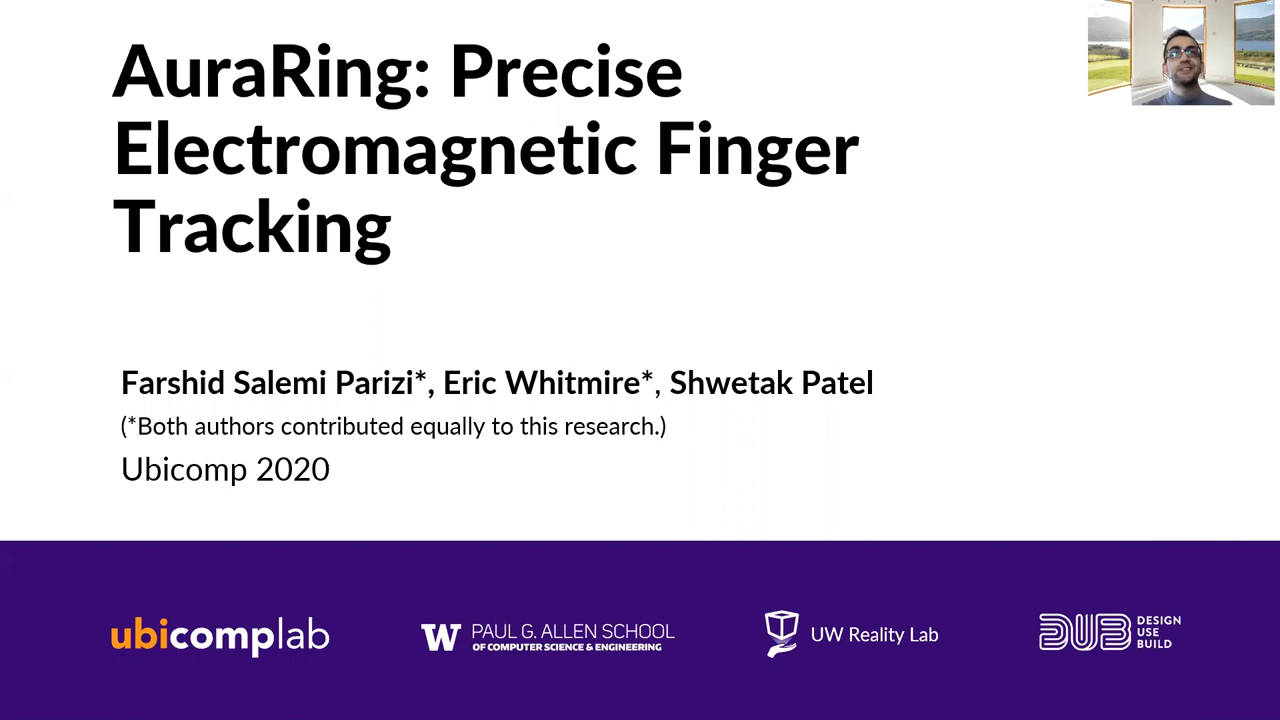 AuraRing: Precise
Electromagnetic Finger
Tracking
Farshid Salemi Parizi*, Eric Whitmire*, Shwetak Patel
(*Both authors contributed equally to this research.)
Ubicomp 2020
ubicomplab
W PAUL G. ALLEN SCHOOL
OF COMPUTER SCIENCE & ENGINEERING
UW Reality Lab
DUB DESIGN
USE
BUILD